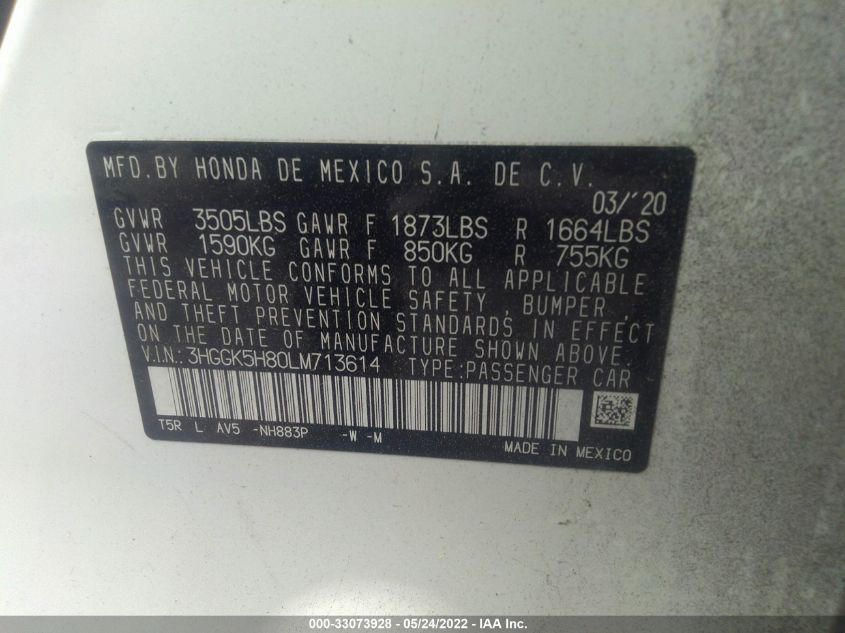 MFD.BY HONDA DE MEXICO S.A. DE C.V.
03/'20
GVWR 3505LBS GAWR F 1873LBS R 1664LBS
GVWR 1590KG GAWR F 850KG R 755KG
THIS VEHICLE CONFORMS TO ALL APPLICABLE
FEDERAL MOTOR VEHICLE SAFETY, BUMPER,
AND THEFT PREVENTION STANDARDS IN EFFECT
ON THE DATE OF MANUFACTURE SHOWN ABOVE.
V.I.N.: 3HGGK5H80LM713614 TYPE:PASSENGER CAR
T5R L AV5 -NH883P -W -M
MADE IN MEXICO
000-33073928 - 05/24/2022 - IAA Inc.